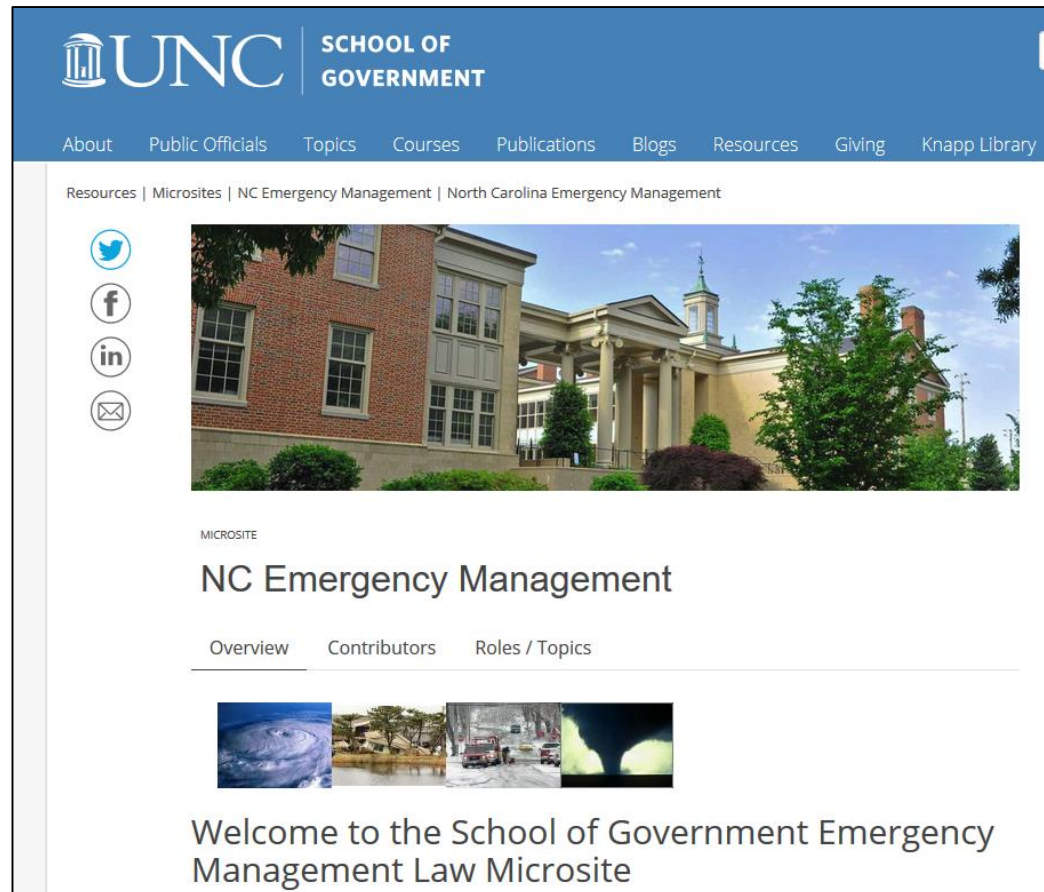 UNC
SCHOOL OF
GOVERNMENT
About Public Officials Topics Courses Publications Blogs Resources Giving Knapp Library
Resources | Microsites | NC Emergency Management | North Carolina Emergency Management
f
in
MICROSITE
NC Emergency Management
Overview Contributors Roles / Topics
Welcome to the School of Government Emergency
Management Law Microsite